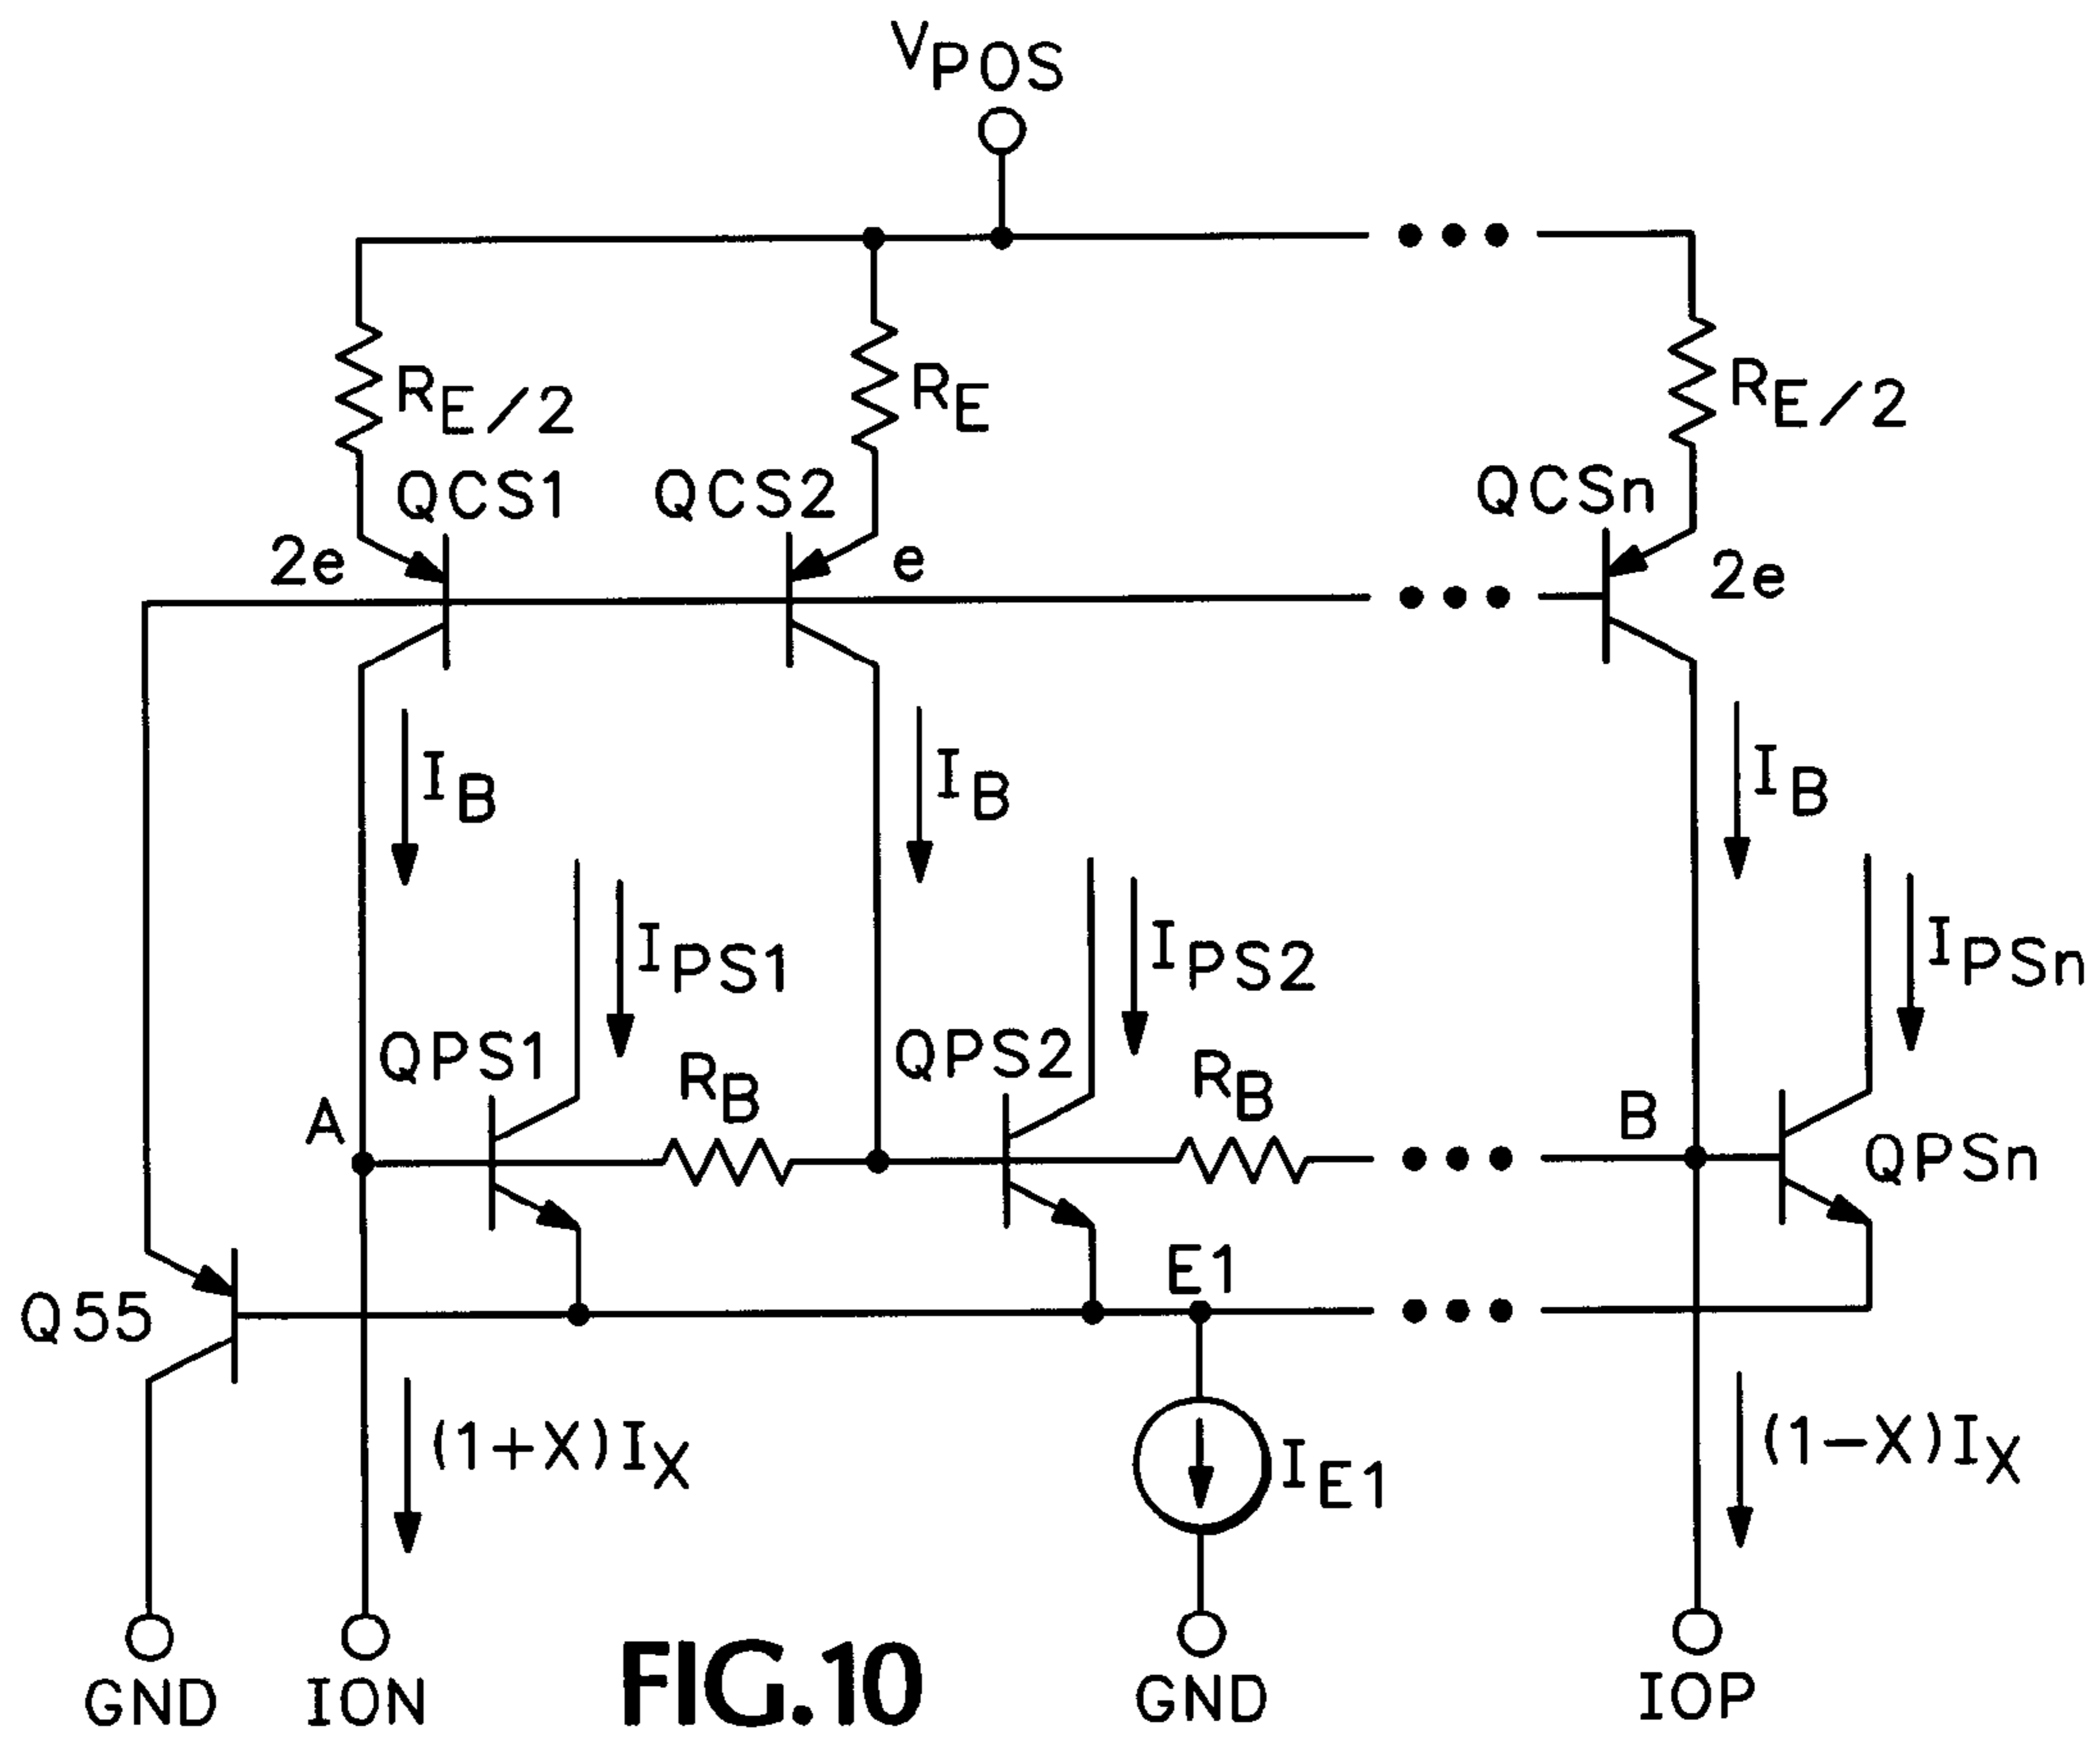 VPOS
RE/2
RE
RE/2
QCS1
QCS2
QCSn
2e
e
2e
IB
IB
IB
IPS1
IPS2
IPSn
QPS1
RB
QPS2
RB
A
B
QPSn
E1
Q55
(1+X)IX
IE1
(1-X)IX
GND
ION
FIG.10
GND
IOP